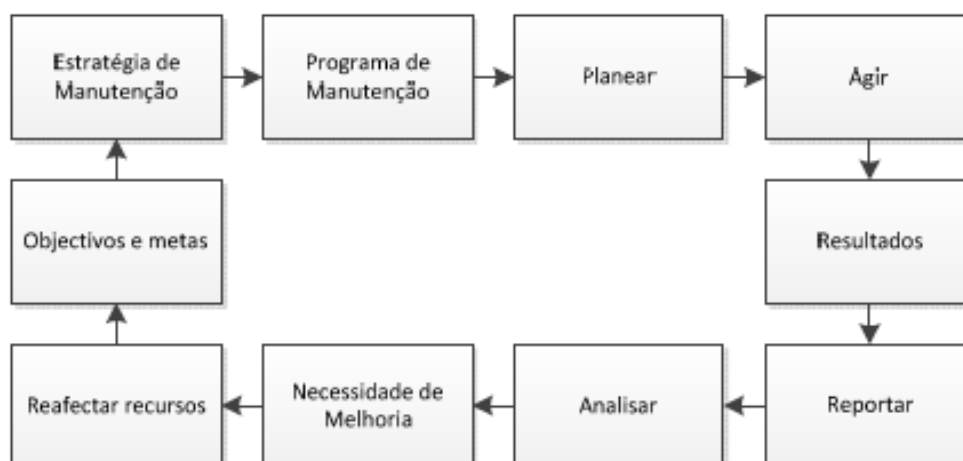 Estratégia de
Manutenção
Programa de
Manutenção
Planear
Agir
Objectivos e metas
Resultados
Reafectar recursos
Necessidade de
Melhoria
Analisar
Reportar